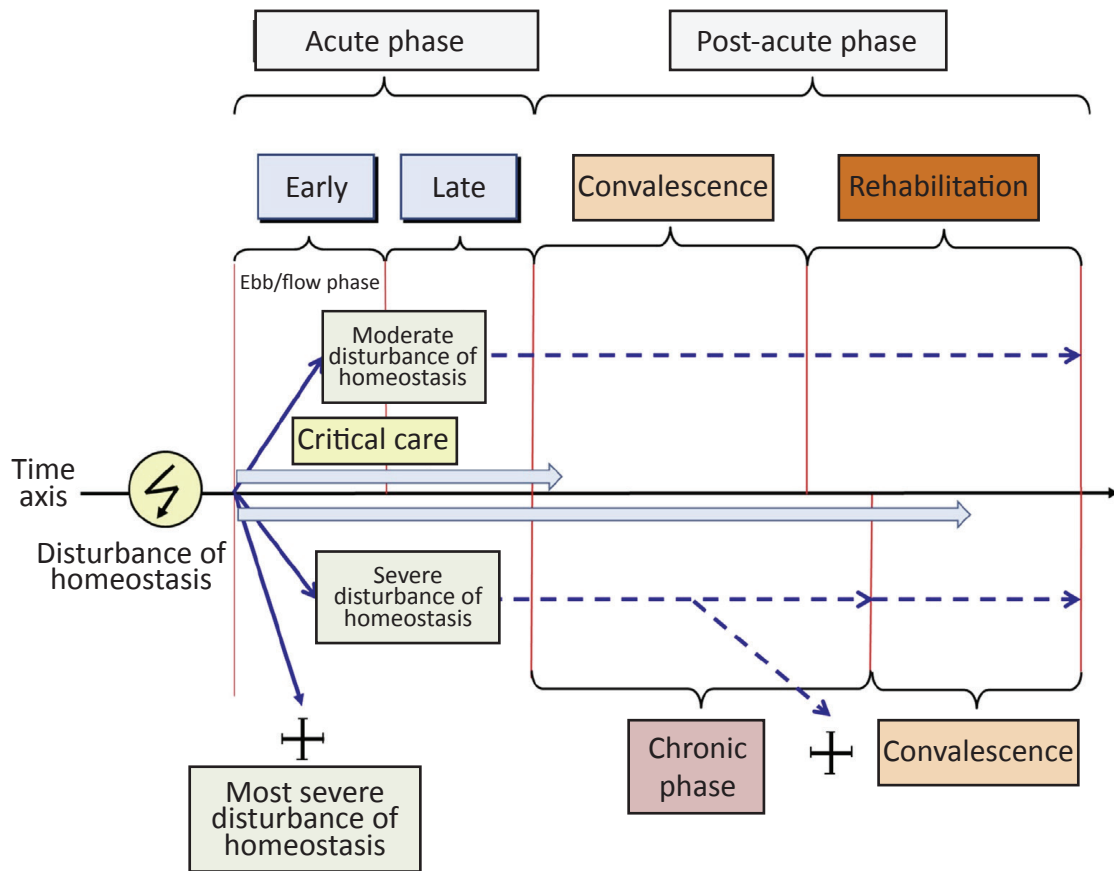 Acute phase
Post-acute phase
Early
Late
Convalescence
Rehabilitation
Ebb/flow phase
Moderate
disturbance of
homeostasis
Critical care
Time
axis
Disturbance of
homeostasis
Severe
disturbance of
homeostasis
Chronic
phase
Convalescence
Most severe
disturbance of
homeostasis